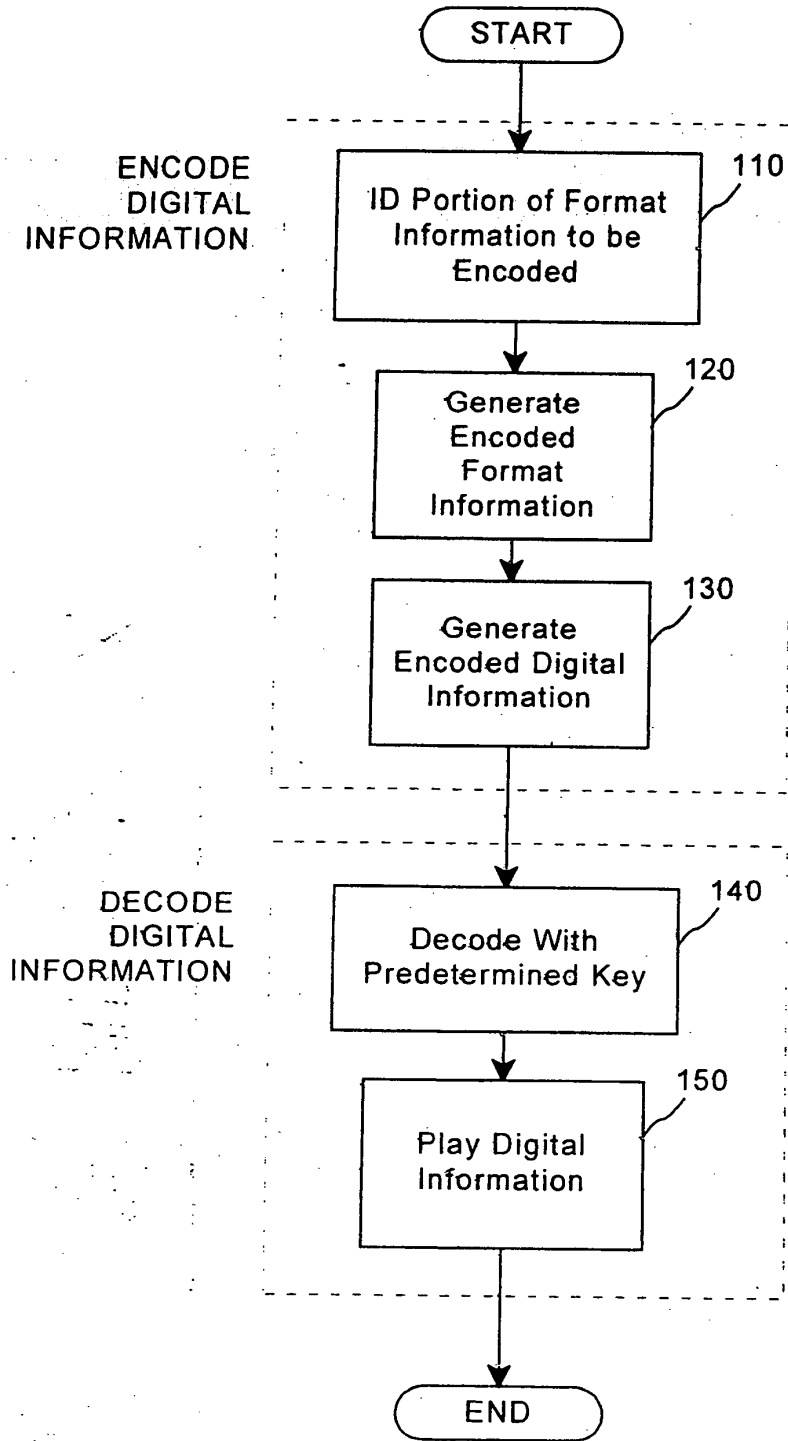 START
ENCODE
DIGITAL
INFORMATION
110
ID Portion of Format
Information to be
Encoded
120
Generate
Encoded
Format
Information
130
Generate
Encoded Digital
Information
DECODE
DIGITAL
INFORMATION
140
Decode With
Predetermined Key
150
Play Digital
Information
END